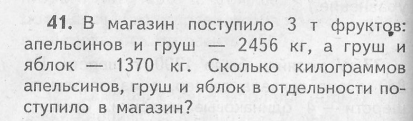 41. В магазин поступило 3 т фруктов:
апельсинов и груш — 2456 кг, а груш и
яблок — 1370 кг. Сколько килограммов
апельсинов, груш и яблок в отдельности по-
ступило в магазин?